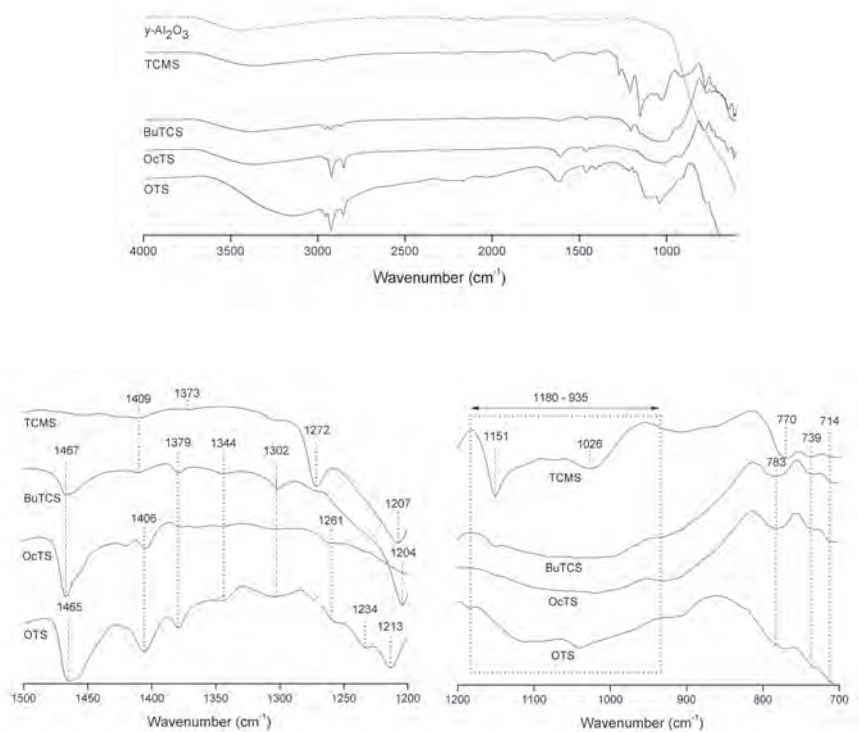 y-Al₂O₃
TCMS
BuTCS
OcTS
OTS
4000 3500 3000 2500 2000 1500 1000
Wavenumber (cm⁻¹)
1409 1373
TCMS
1467 1379 1344 1302 1272
BuTCS
1207
1406 1261
OcTS
1204
1465
1234
1213
OTS
1500 1450 1400 1350 1300 1250 1200
Wavenumber (cm⁻¹)
1180 - 935
1151 1026 770 739 714
783
TCMS
BuTCS
OcTS
OTS
1200 1100 1000 900 800 700
Wavenumber (cm⁻¹)